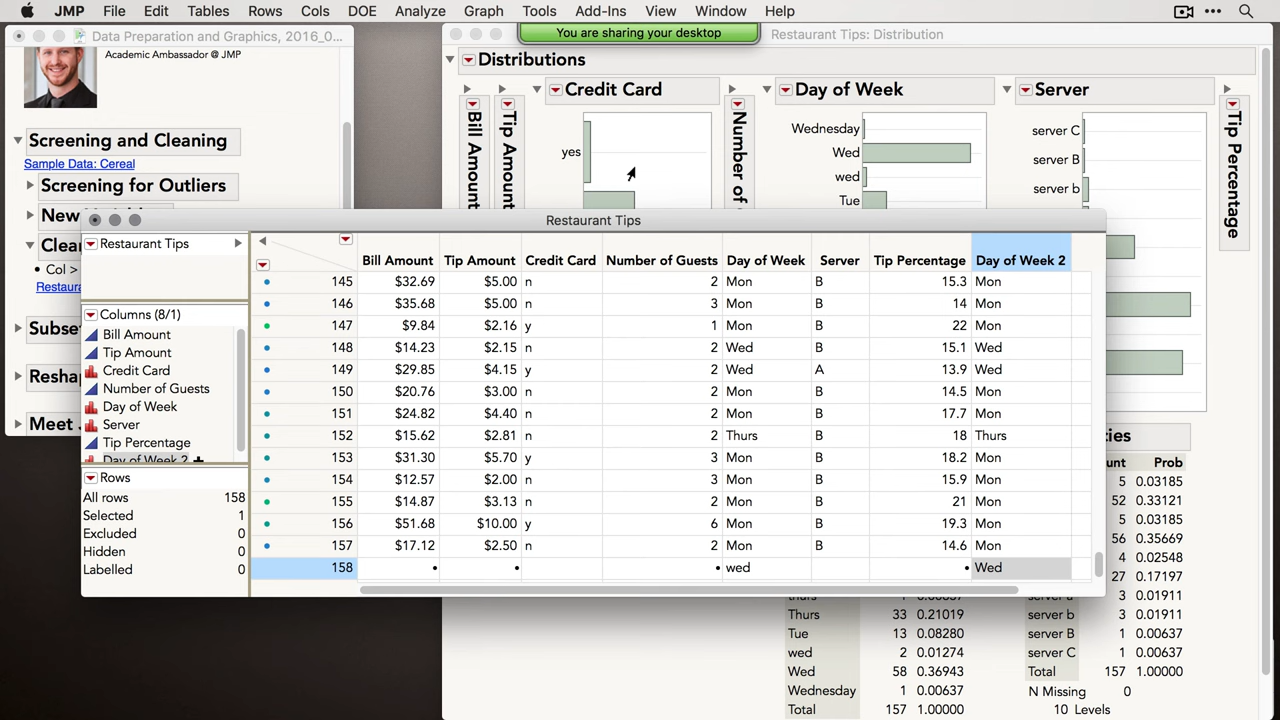 JMP File Edit Tables Rows Cols DOE Analyze Graph Tools Add-Ins View Window Help
Data Preparation and Graphics, 2016_0...
You are sharing your desktop
Restaurant Tips: Distribution
Academic Ambassador @ JMP
Distributions
Credit Card
Day of Week
Server
Bill Amount
Tip Amount
Number of
Tip Percentage
yes
Wednesday
Wed
wed
Tue
server C
server B
server b
Screening and Cleaning
Sample Data: Cereal
Screening for Outliers
New
Clea
• Col >
Restaura
Subse
Resha
Meet J
Restaurant Tips
Restaurant Tips
Columns (8/1)
Bill Amount
Tip Amount
Credit Card
Number of Guests
Day of Week
Server
Tip Percentage
Day of Week 2
Rows
All rows 158
Selected 1
Excluded 0
Hidden 0
Labelled 0
Bill Amount Tip Amount Credit Card Number of Guests Day of Week Server Tip Percentage Day of Week 2
145 $32.69 $5.00 n 2 Mon B 15.3 Mon
146 $35.68 $5.00 n 3 Mon B 14 Mon
147 $9.84 $2.16 y 1 Mon B 22 Mon
148 $14.23 $2.15 n 2 Wed B 15.1 Wed
149 $29.85 $4.15 y 2 Wed A 13.9 Wed
150 $20.76 $3.00 n 2 Mon B 14.5 Mon
151 $24.82 $4.40 n 2 Mon B 17.7 Mon
152 $15.62 $2.81 n 2 Thurs B 18 Thurs
153 $31.30 $5.70 y 3 Mon B 18.2 Mon
154 $12.57 $2.00 n 3 Mon B 15.9 Mon
155 $14.87 $3.13 n 2 Mon B 21 Mon
156 $51.68 $10.00 y 6 Mon B 19.3 Mon
157 $17.12 $2.50 n 2 Mon B 14.6 Mon
158 • • • wed • Wed
ties
unt Prob
5 0.03185
52 0.33121
5 0.03185
56 0.35669
4 0.02548
27 0.17197
3 0.01911
server b 3 0.01911
server B 1 0.00637
server C 1 0.00637
Total 157 1.00000
N Missing 0
10 Levels
Thurs 33 0.21019
Tue 13 0.08280
wed 2 0.01274
Wed 58 0.36943
Wednesday 1 0.00637
Total 157 1.00000